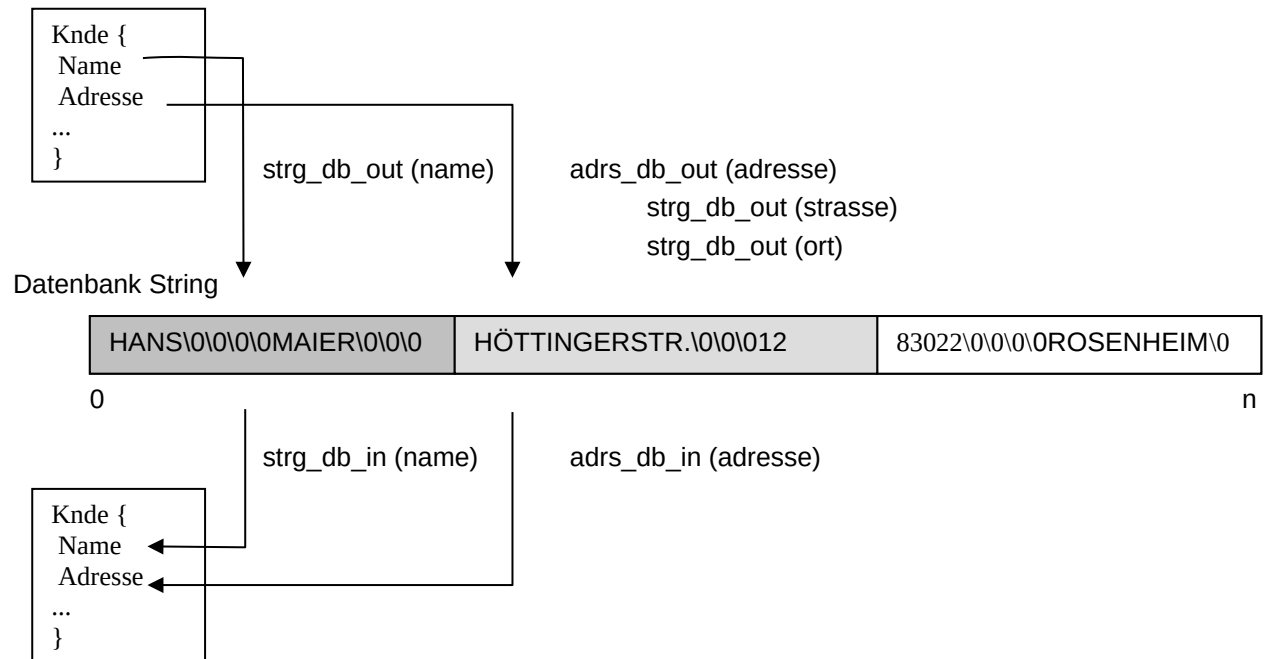 Knde {
Name
Adresse
...
}
strg_db_out (name)
adrs_db_out (adresse)
strg_db_out (strasse)
strg_db_out (ort)
Datenbank String
HANS\0\0\0\0MAIER\0\0\0
HÖTTINGERSTR.\0\0\012
83022\0\0\0\0ROSENHEIM\0
0
n
strg_db_in (name)
adrs_db_in (adresse)
Knde {
Name
Adresse
...
}